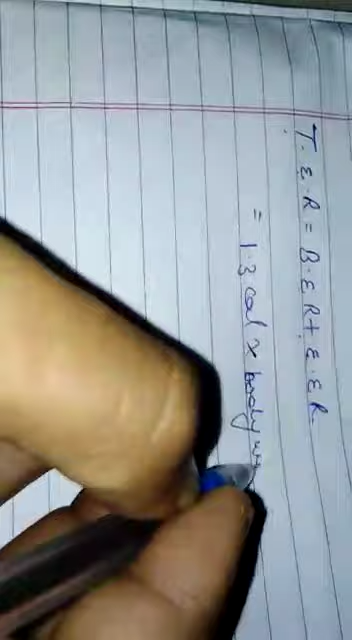 T.E.R = B.E.R + E.E.R.
= 1.3 cal x body